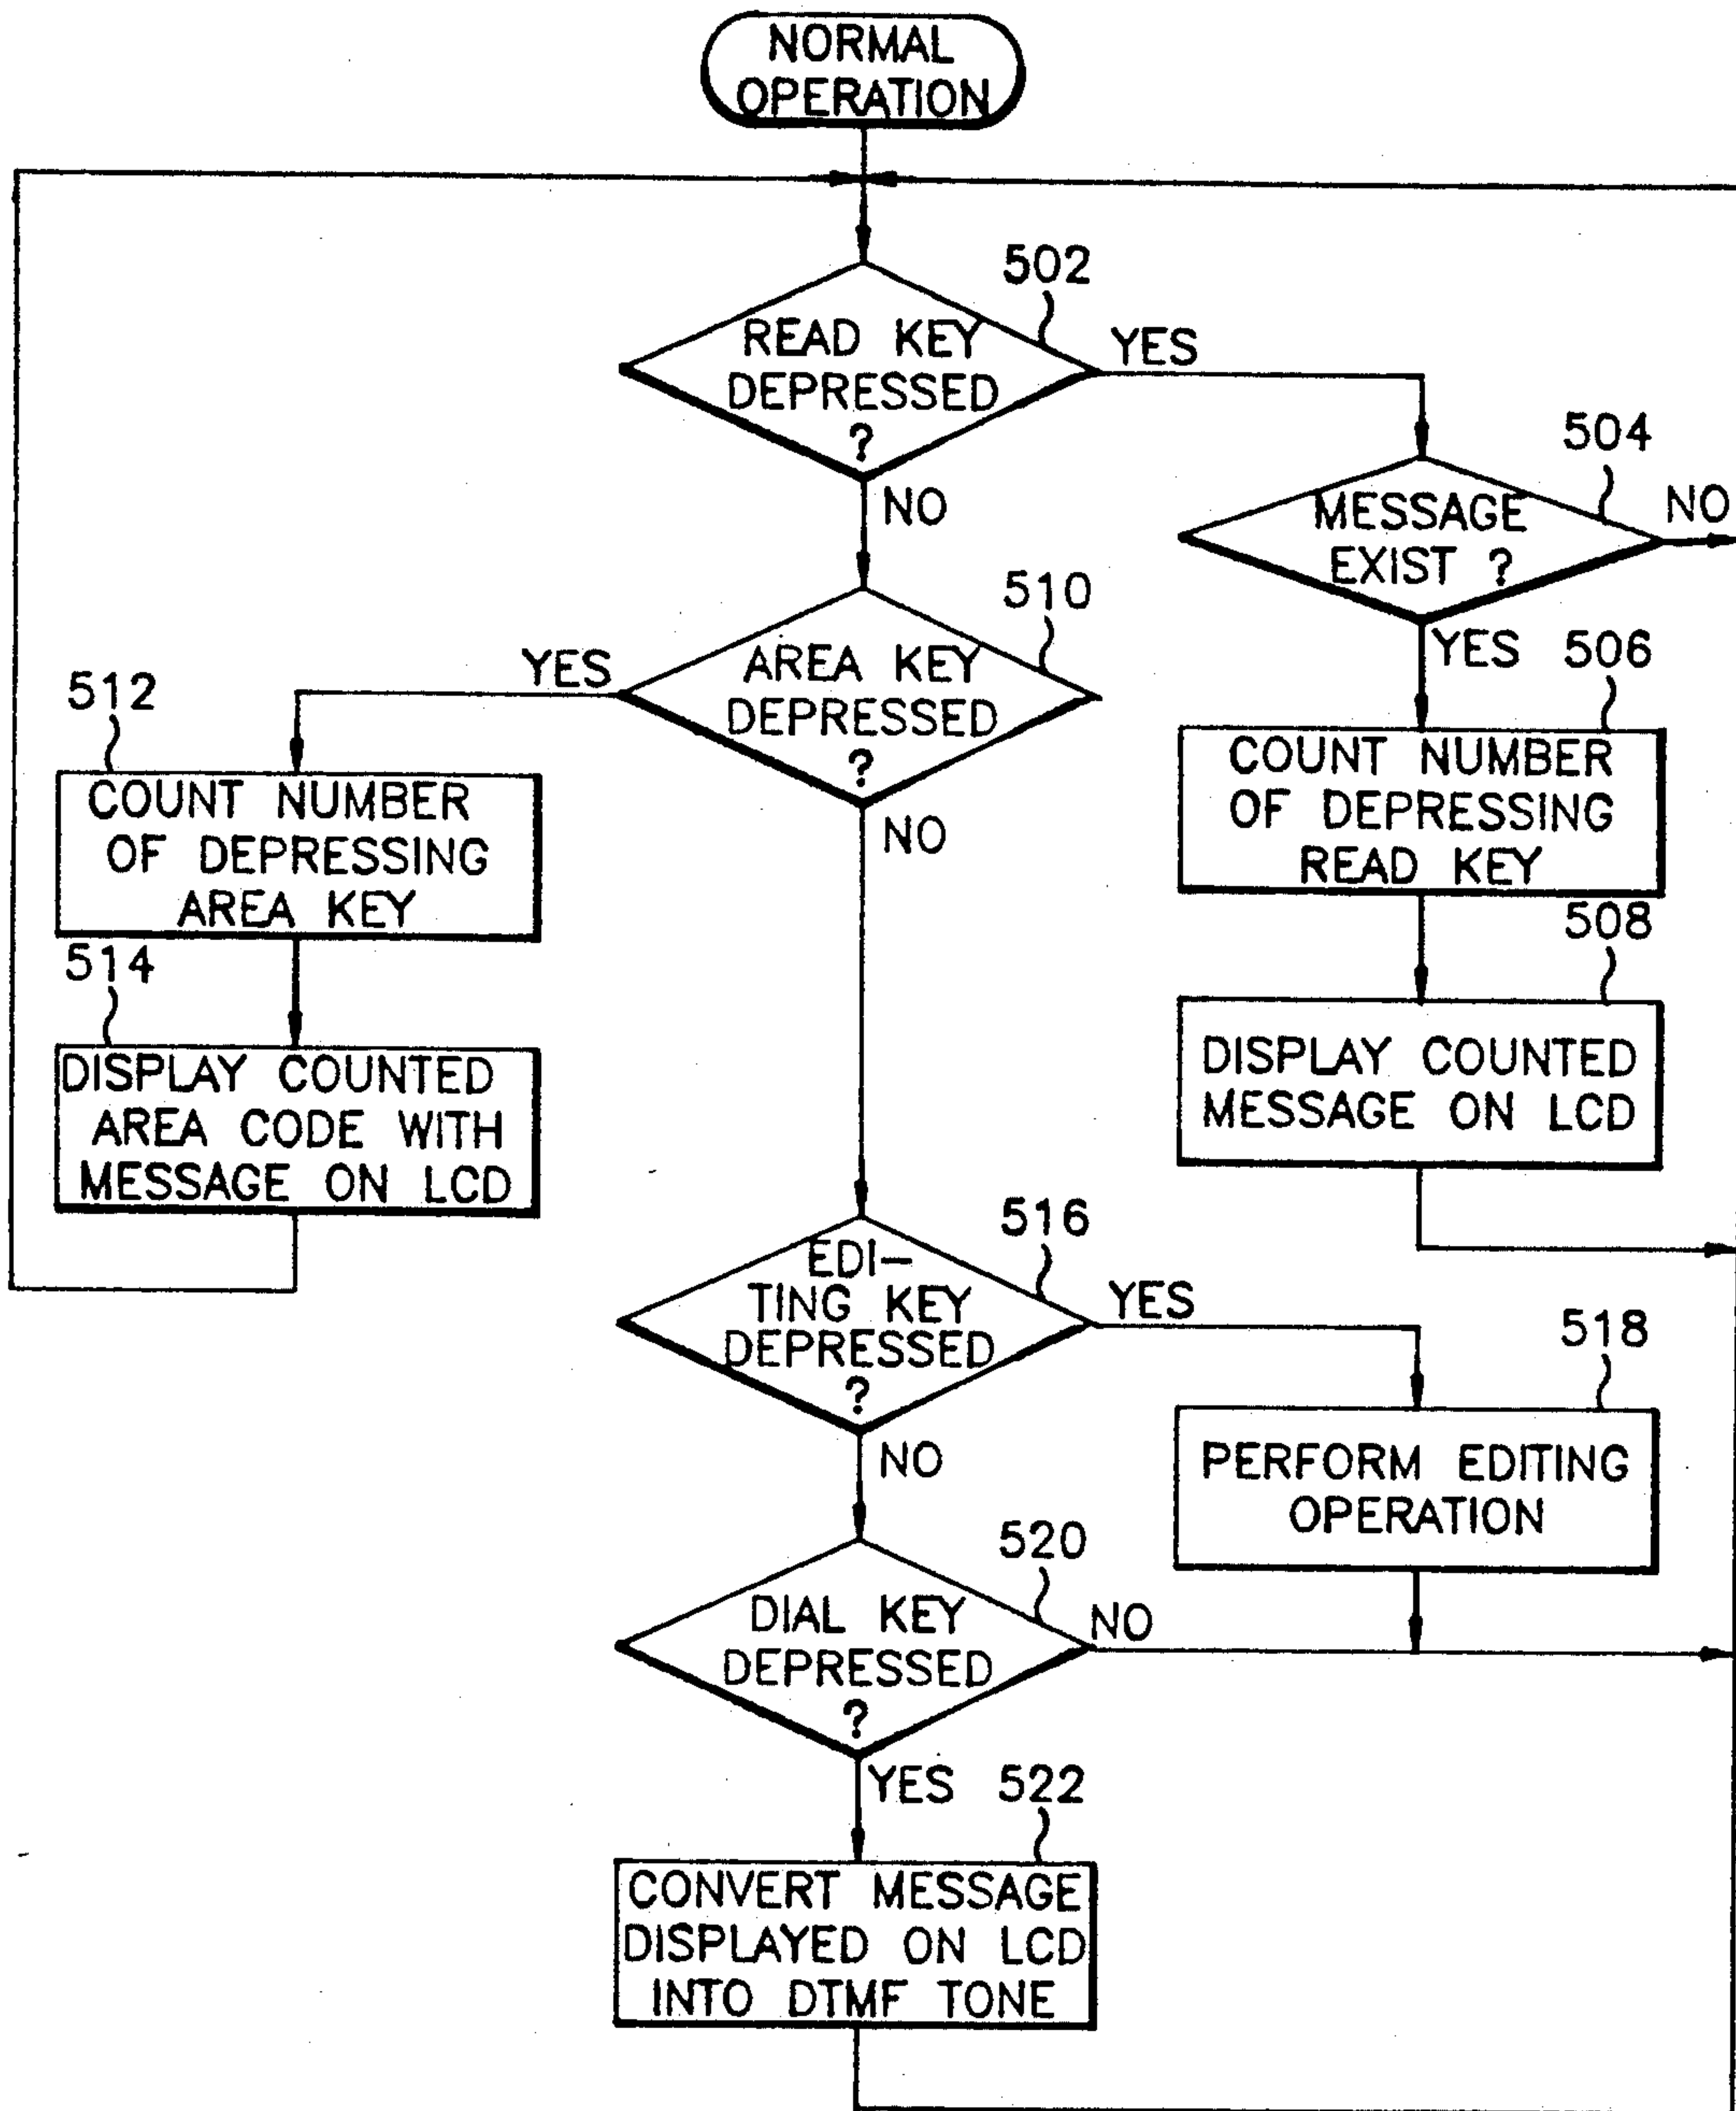 NORMAL
OPERATION
502
READ KEY
DEPRESSED
?
YES
NO
504
MESSAGE
EXIST ?
NO
YES
506
COUNT NUMBER
OF DEPRESSING
READ KEY
508
DISPLAY COUNTED
MESSAGE ON LCD
510
AREA KEY
DEPRESSED
?
YES
NO
512
COUNT NUMBER
OF DEPRESSING
AREA KEY
514
DISPLAY COUNTED
AREA CODE WITH
MESSAGE ON LCD
516
EDI-
TING KEY
DEPRESSED
?
YES
NO
518
PERFORM EDITING
OPERATION
520
DIAL KEY
DEPRESSED
?
NO
YES
522
CONVERT MESSAGE
DISPLAYED ON LCD
INTO DTMF TONE